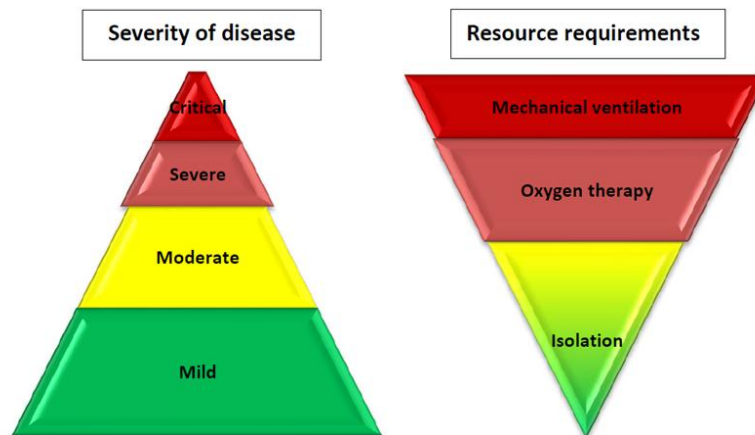 Severity of disease
Critical
Severe
Moderate
Mild
Resource requirements
Mechanical ventilation
Oxygen therapy
Isolation